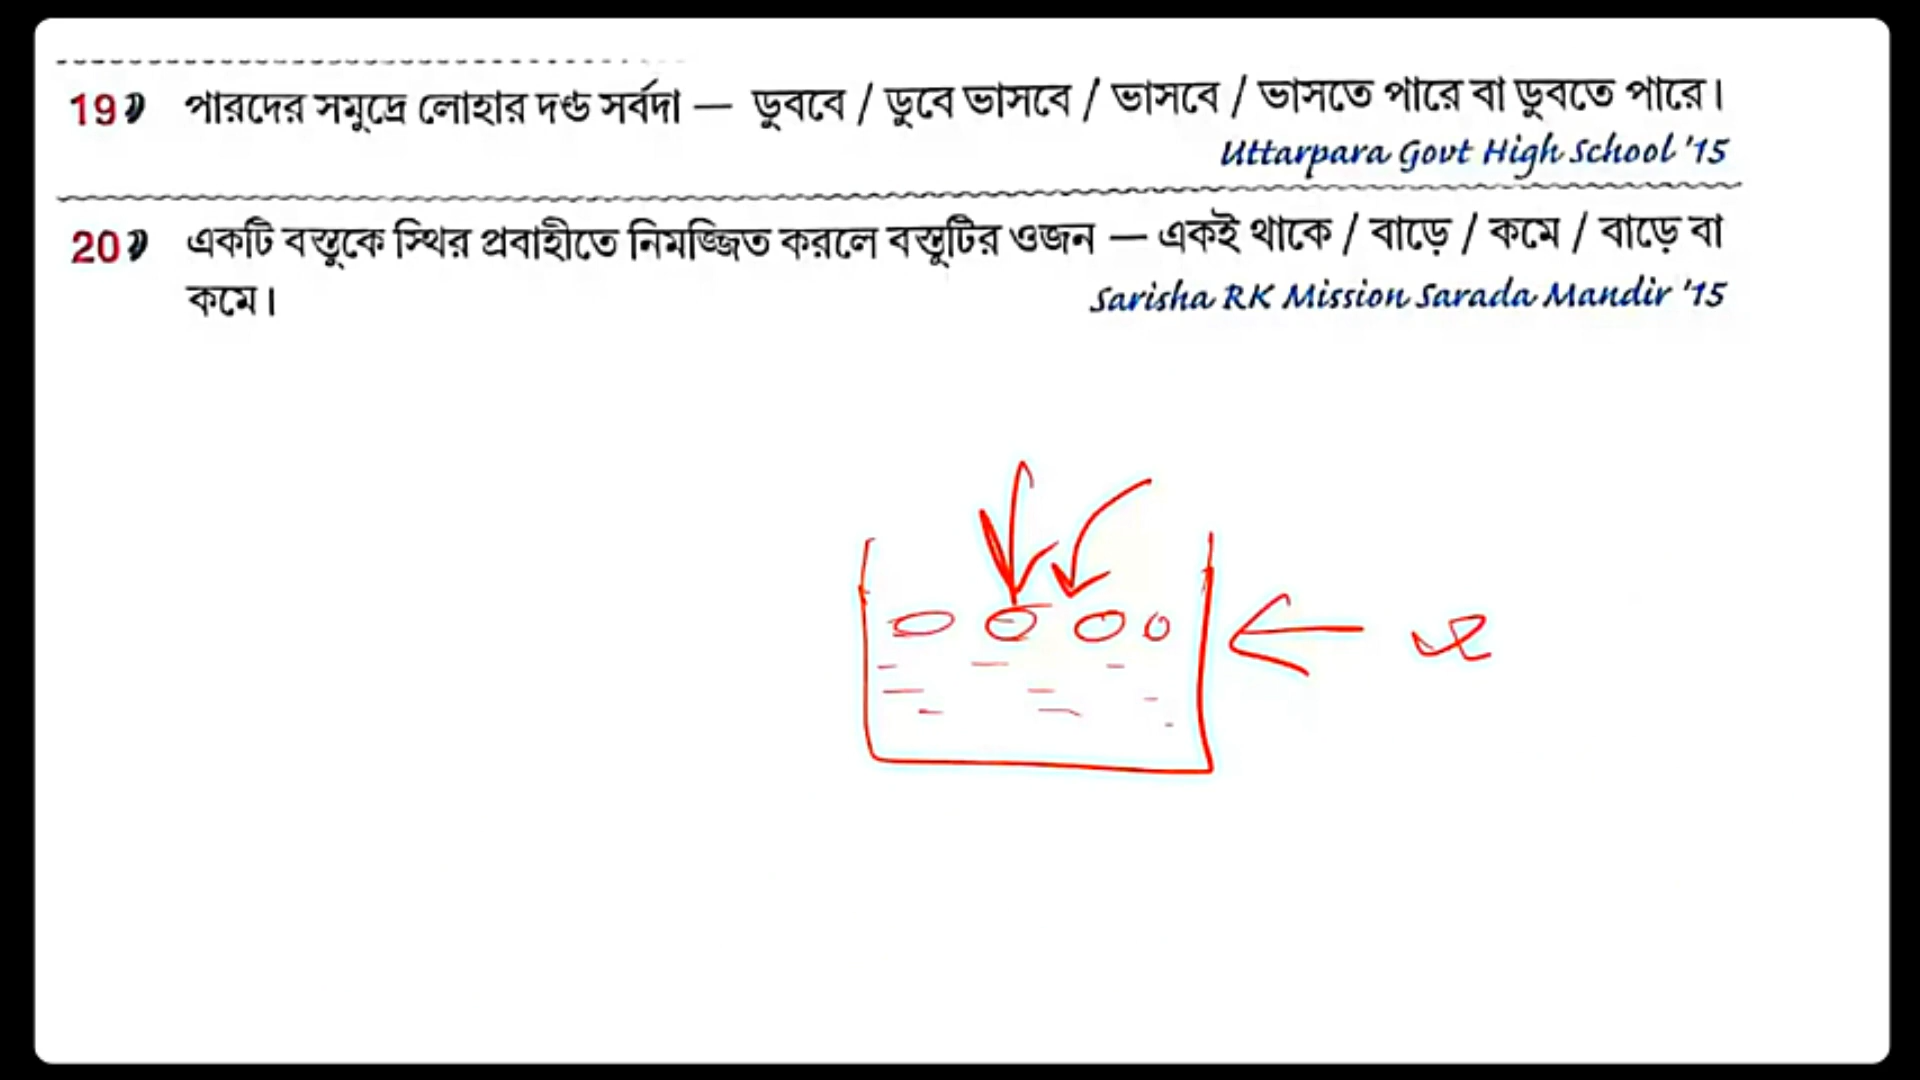 19» পারদের সমুদ্রে লোহার দণ্ড সর্বদা — ডুববে / ডুবে ভাসবে / ভাসবে / ভাসতে পারে বা ডুবতে পারে।
Uttarpara Govt High School '15
20» একটি বস্তুকে স্থির প্রবাহীতে নিমজ্জিত করলে বস্তুটির ওজন — একই থাকে / বাড়ে / কমে / বাড়ে বা
কমে।
Sarisha RK Mission Sarada Mandir '15